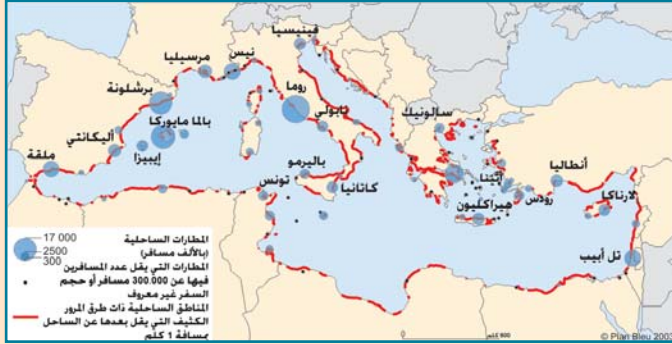 فينيسيا
نيس
مرسيليا
برشلونة
روما
نابولي
سالونيك
بالما مايوركا
أليكانتي
إيبيزا
ملقة
باليرمو
تونس
كاتانيا
أثينا
أنطاليا
رودس
هيراكليون
لارناكا
تل أبيب
17 000
2500
300
المطارات الساحلية
(بالألف مسافر)
المطارات التي يقل عدد المسافرين
فيها عن 300.000 مسافر أو حجم
السفر غير معروف
المناطق الساحلية ذات طرق المرور
الكثيف التي يقل بعدها عن الساحل
بمسافة 1 كلم
0
© Plan Bleu 2003